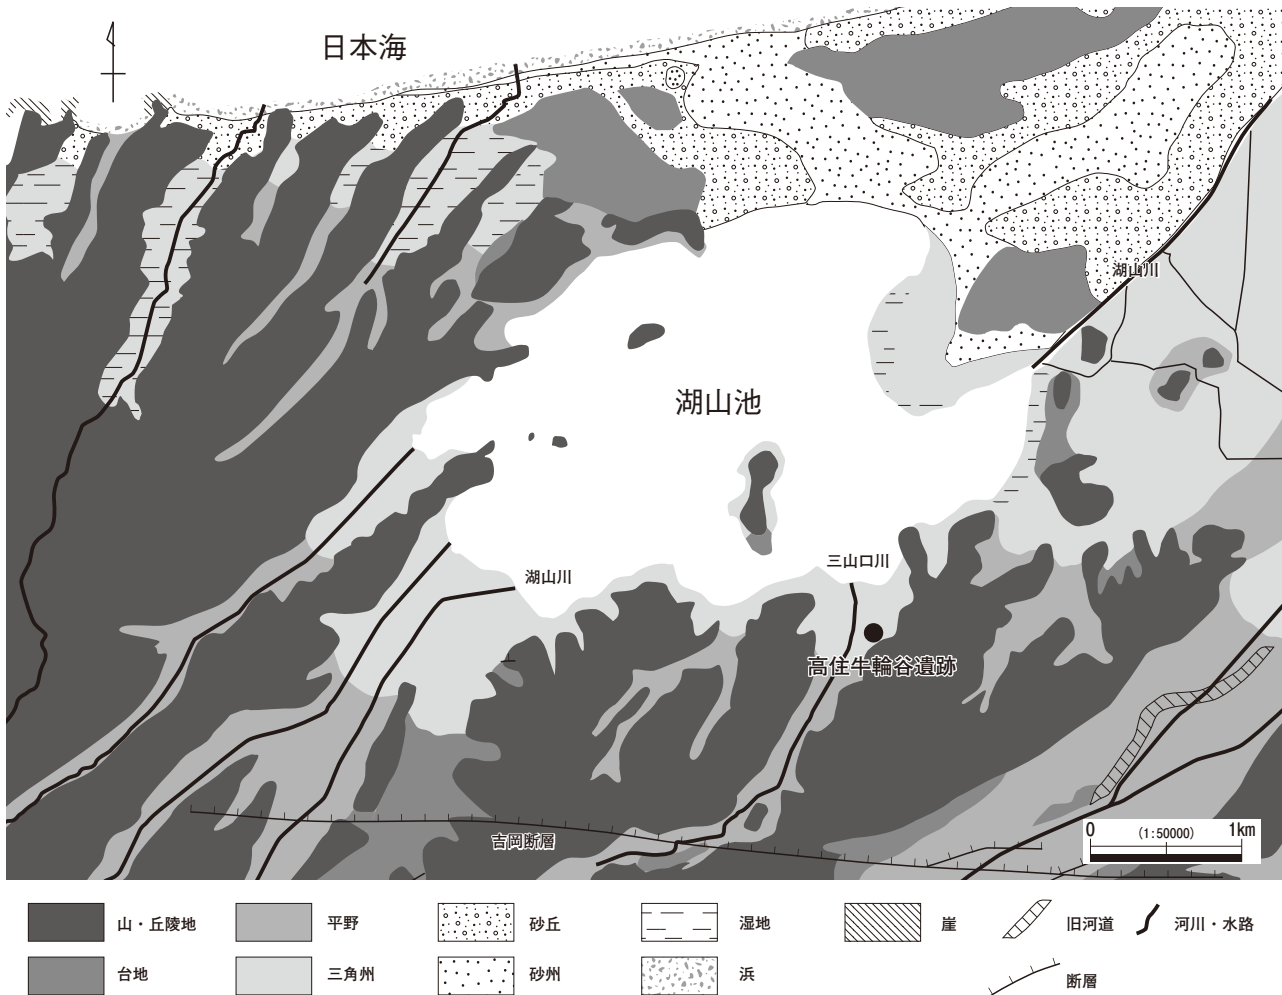 日本海
湖山川
湖山池
三山口川
湖山川
高住牛輪谷遺跡
吉岡断層
0 (1:50000) 1km
山・丘陵地
平野
砂丘
湿地
崖
旧河道
河川・水路
台地
三角州
砂州
浜
断層